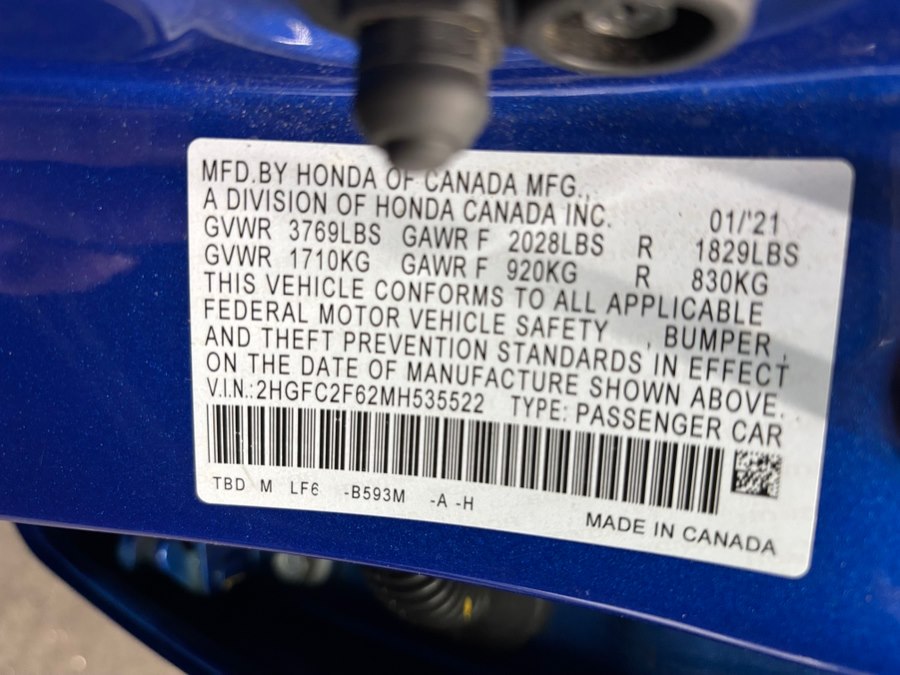 MFD.BY HONDA OF CANADA MFG.,
A DIVISION OF HONDA CANADA INC. 01/'21
GVWR 3769LBS GAWR F 2028LBS R 1829LBS
GVWR 1710KG GAWR F 920KG R 830KG
THIS VEHICLE CONFORMS TO ALL APPLICABLE
FEDERAL MOTOR VEHICLE SAFETY , BUMPER ,
AND THEFT PREVENTION STANDARDS IN EFFECT
ON THE DATE OF MANUFACTURE SHOWN ABOVE.
V.I.N.:2HGFC2F62MH535522 TYPE: PASSENGER CAR
TBD M LF6 -B593M -A -H
MADE IN CANADA